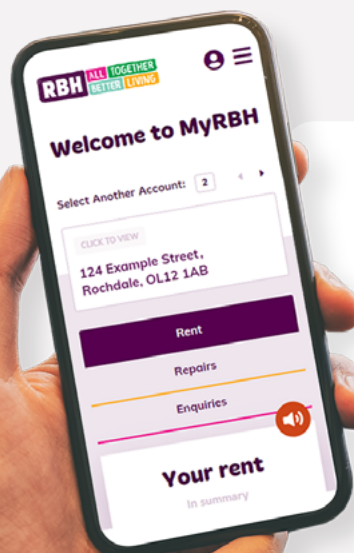 RBH ALL TOGETHER
BETTER LIVING
Welcome to MyRBH
Select Another Account: 2
CLICK TO VIEW
124 Example Street,
Rochdale, OL12 1AB
Rent
Repairs
Enquiries
Your rent
In summary